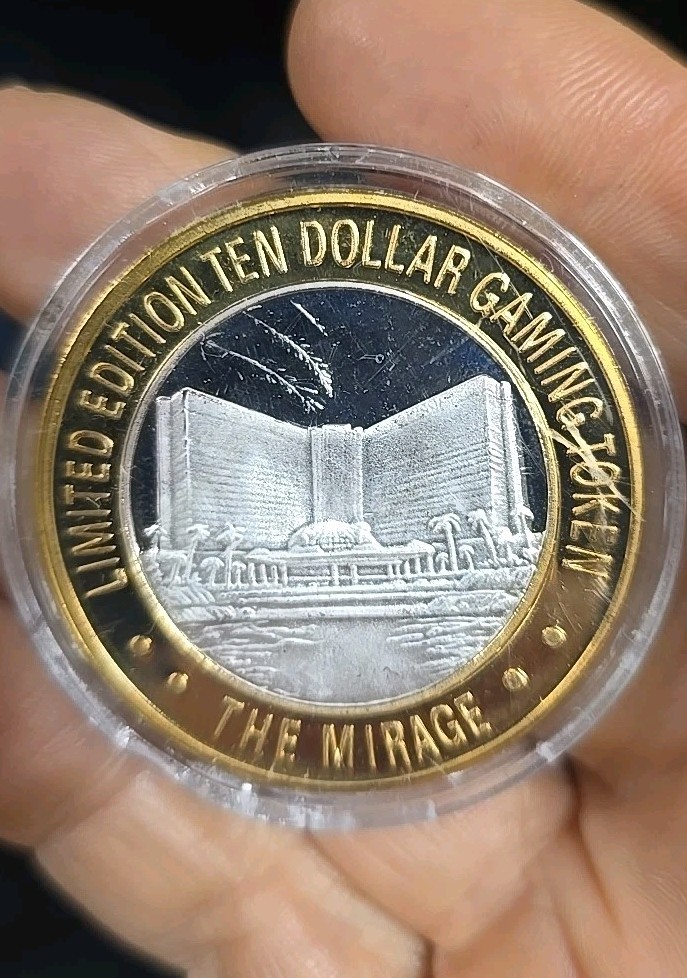 LIMITED EDITION TEN DOLLAR GAMING TOKEN
THE MIRAGE